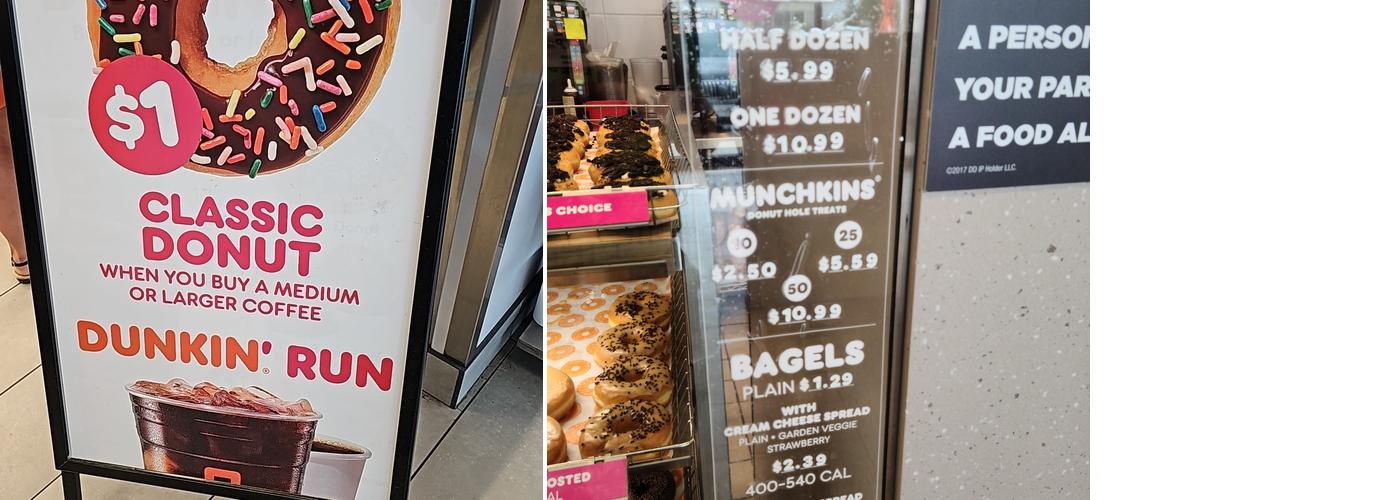 $1
CLASSIC
DONUT
WHEN YOU BUY A MEDIUM
OR LARGER COFFEE
DUNKIN'® RUN
S CHOICE
OSTED
AL
HALF DOZEN
$5.99
ONE DOZEN
$10.99
MUNCHKINS®
DONUT HOLE TREATS
10
25
$2.50
$5.59
50
$10.99
BAGELS
PLAIN $1.29
WITH
CREAM CHEESE SPREAD
PLAIN • GARDEN VEGGIE
STRAWBERRY
$2.39
400-540 CAL
SPREAD
A PERSON
YOUR PAR
A FOOD AL
©2017 DD IP Holder LLC.